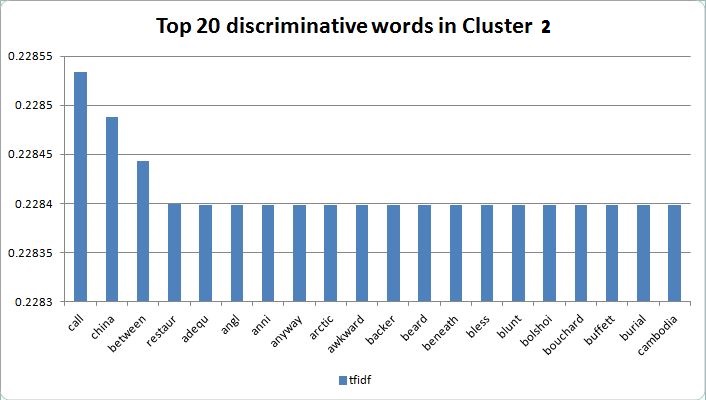 Top 20 discriminative words in Cluster 2
0.22855
0.2285
0.22845
0.2284
0.22835
0.2283
call
china
between
restaur
adequ
angl
anni
anyway
arctic
awkward
backer
beard
beneath
bless
blunt
bolshoi
bouchard
buffett
burial
cambodia
tfidf